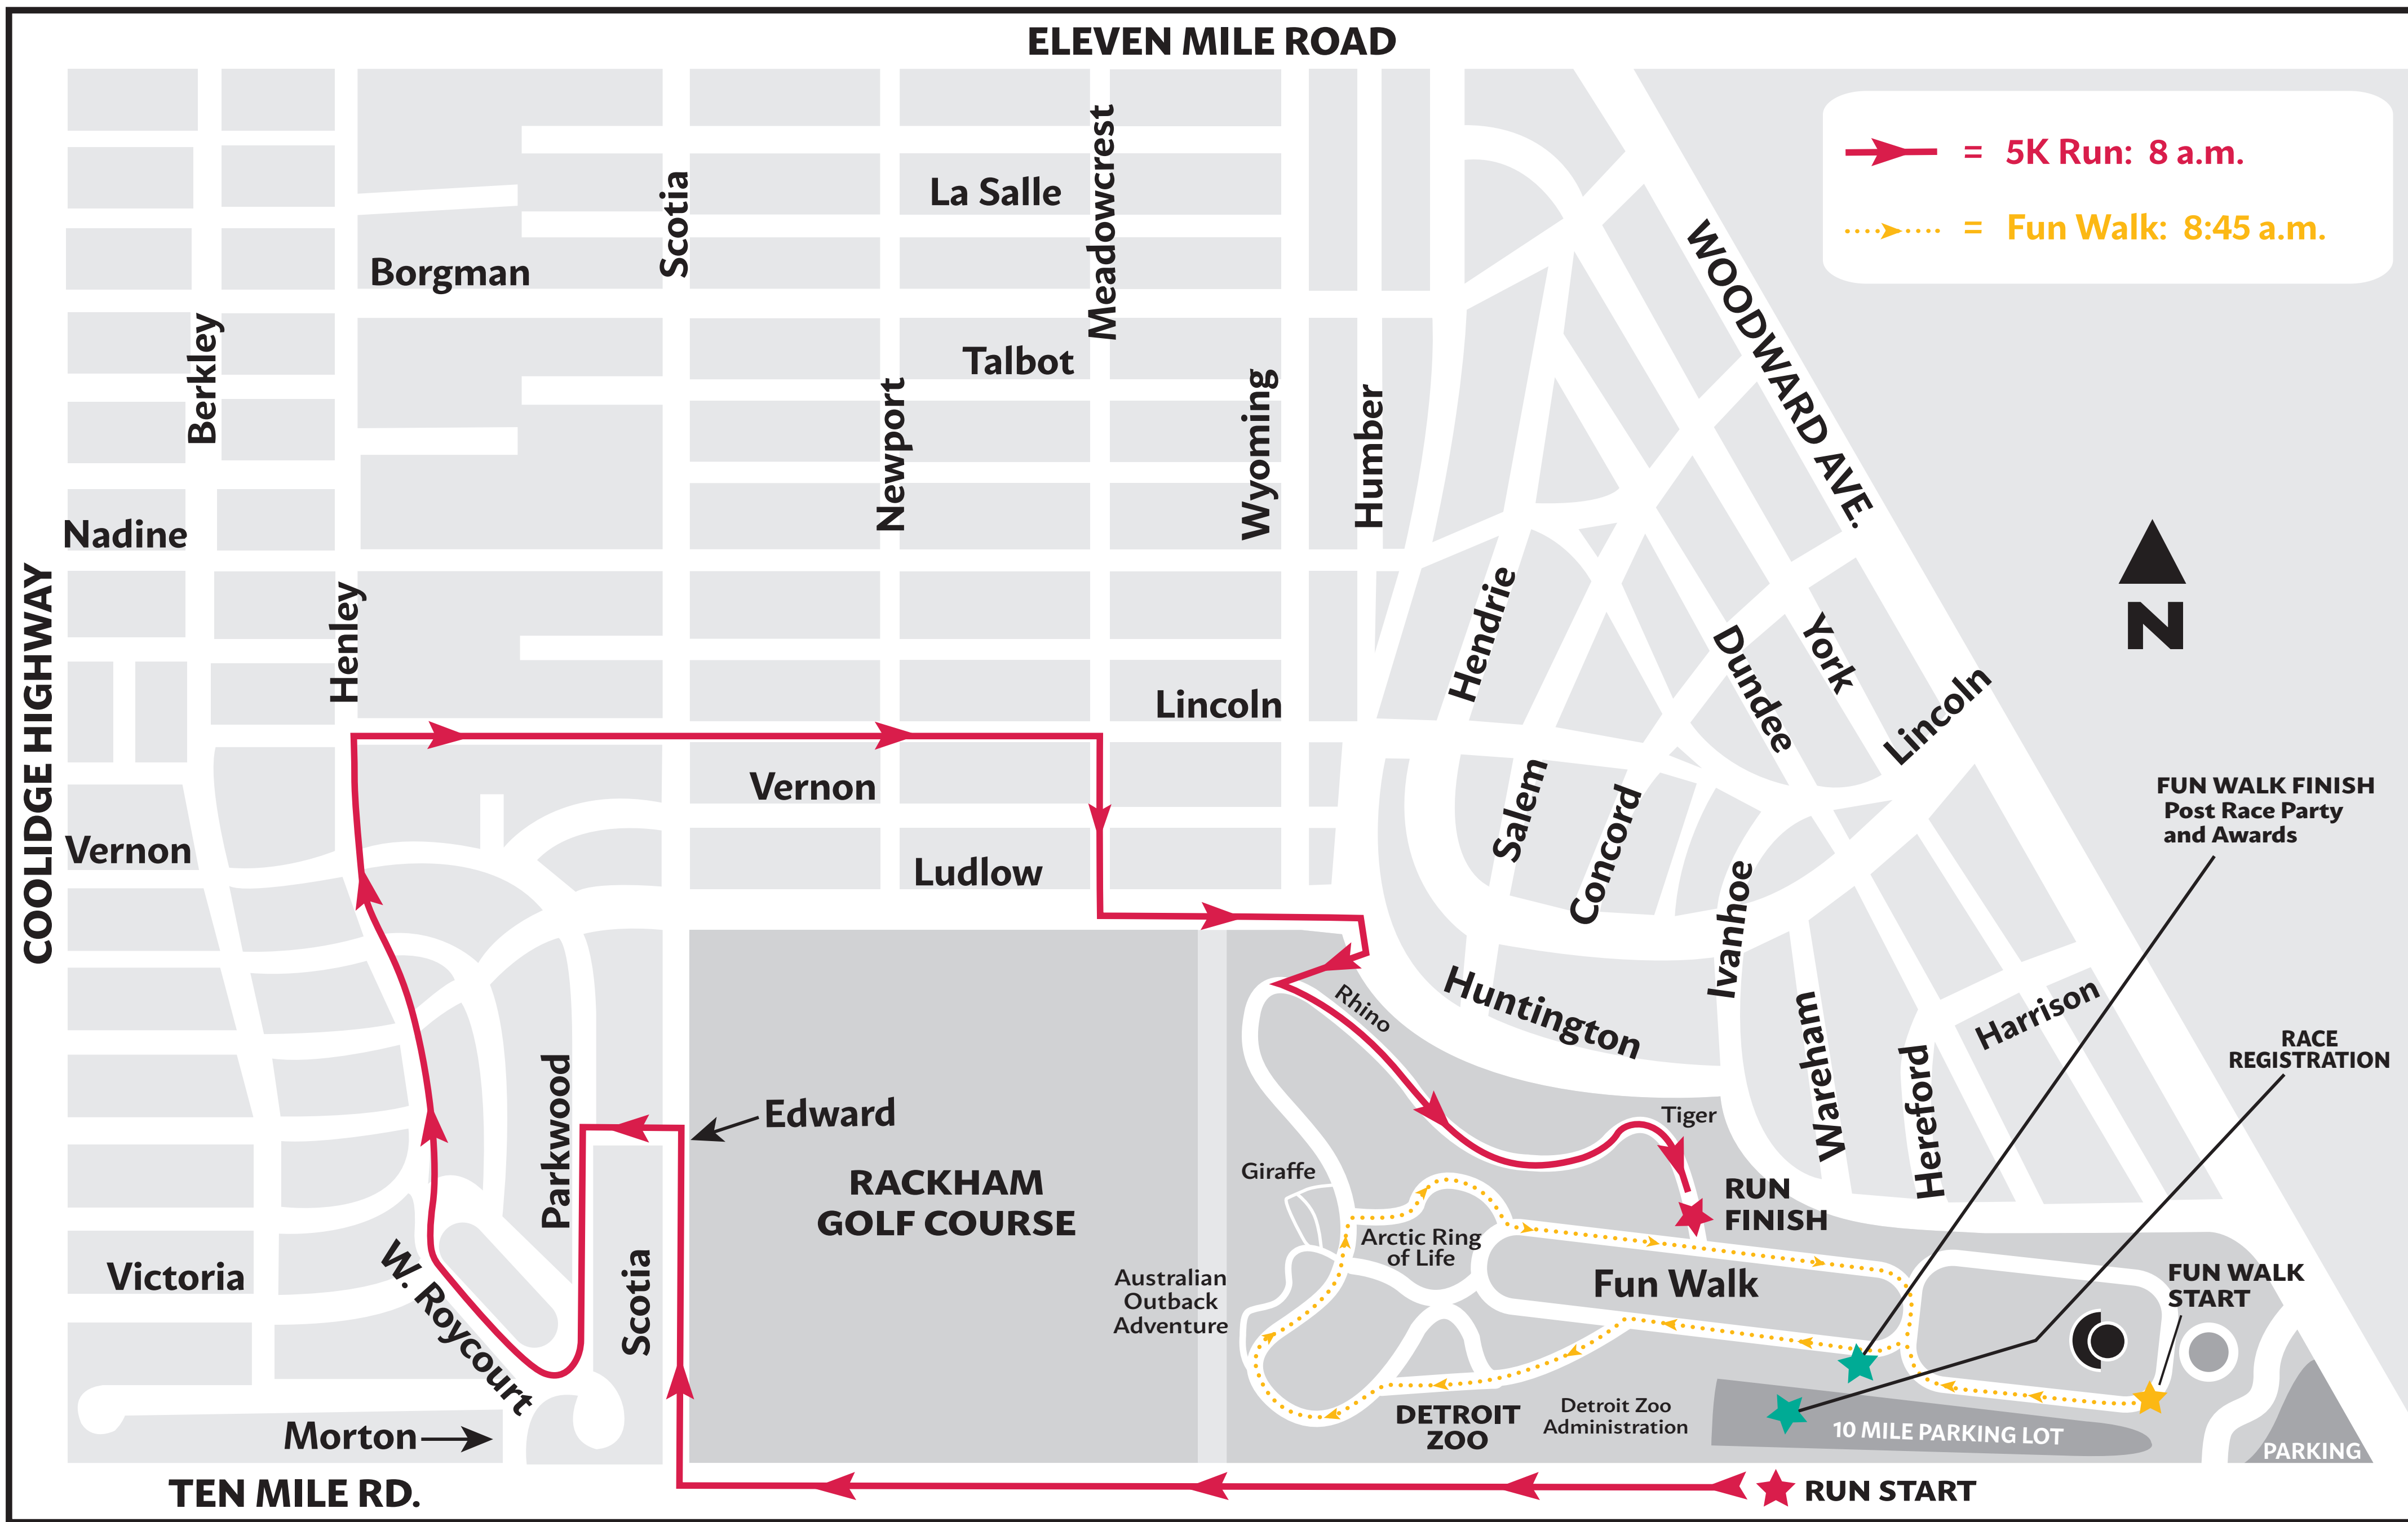 ELEVEN MILE ROAD
= 5K Run: 8 a.m.
= Fun Walk: 8:45 a.m.
Meadowcrest
La Salle
Scotia
Borgman
WOODWARD AVE.
Berkley
Talbot
Newport
Wyoming
Humber
Nadine
COOLIDGE HIGHWAY
Henley
Hendrie
N
York
Dundee
Lincoln
Lincoln
Vernon
Salem
Concord
FUN WALK FINISH
Post Race Party
and Awards
Vernon
Ludlow
Ivanhoe
Huntington
Rhino
Wareham
Harrison
Hereford
RACE
REGISTRATION
Parkwood
Edward
Tiger
Giraffe
RACKHAM
GOLF COURSE
RUN
FINISH
Arctic Ring
of Life
Victoria
W. Roycourt
Scotia
Australian
Outback
Adventure
Fun Walk
FUN WALK
START
Detroit Zoo
Administration
DETROIT
ZOO
Morton
10 MILE PARKING LOT
PARKING
TEN MILE RD.
RUN START